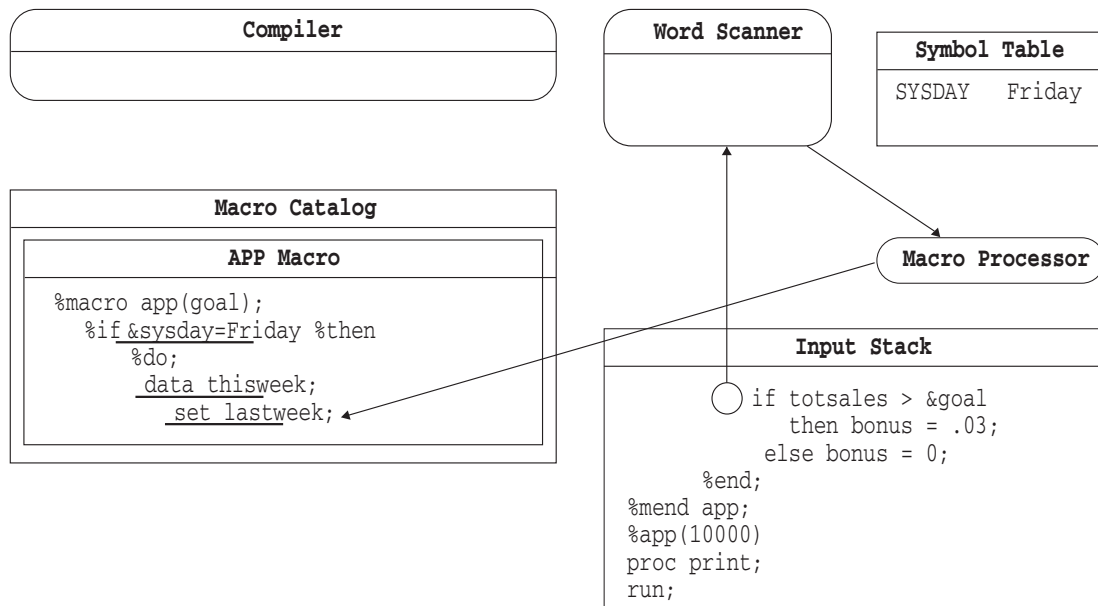 Compiler
Word Scanner
Symbol Table
SYSDAY Friday
Macro Catalog
APP Macro
%macro app(goal);
%if &sysday=Friday %then
%do;
data thisweek;
set lastweek;
Macro Processor
Input Stack
if totsales > &goal
then bonus = .03;
else bonus = 0;
%end;
%mend app;
%app(10000)
proc print;
run;